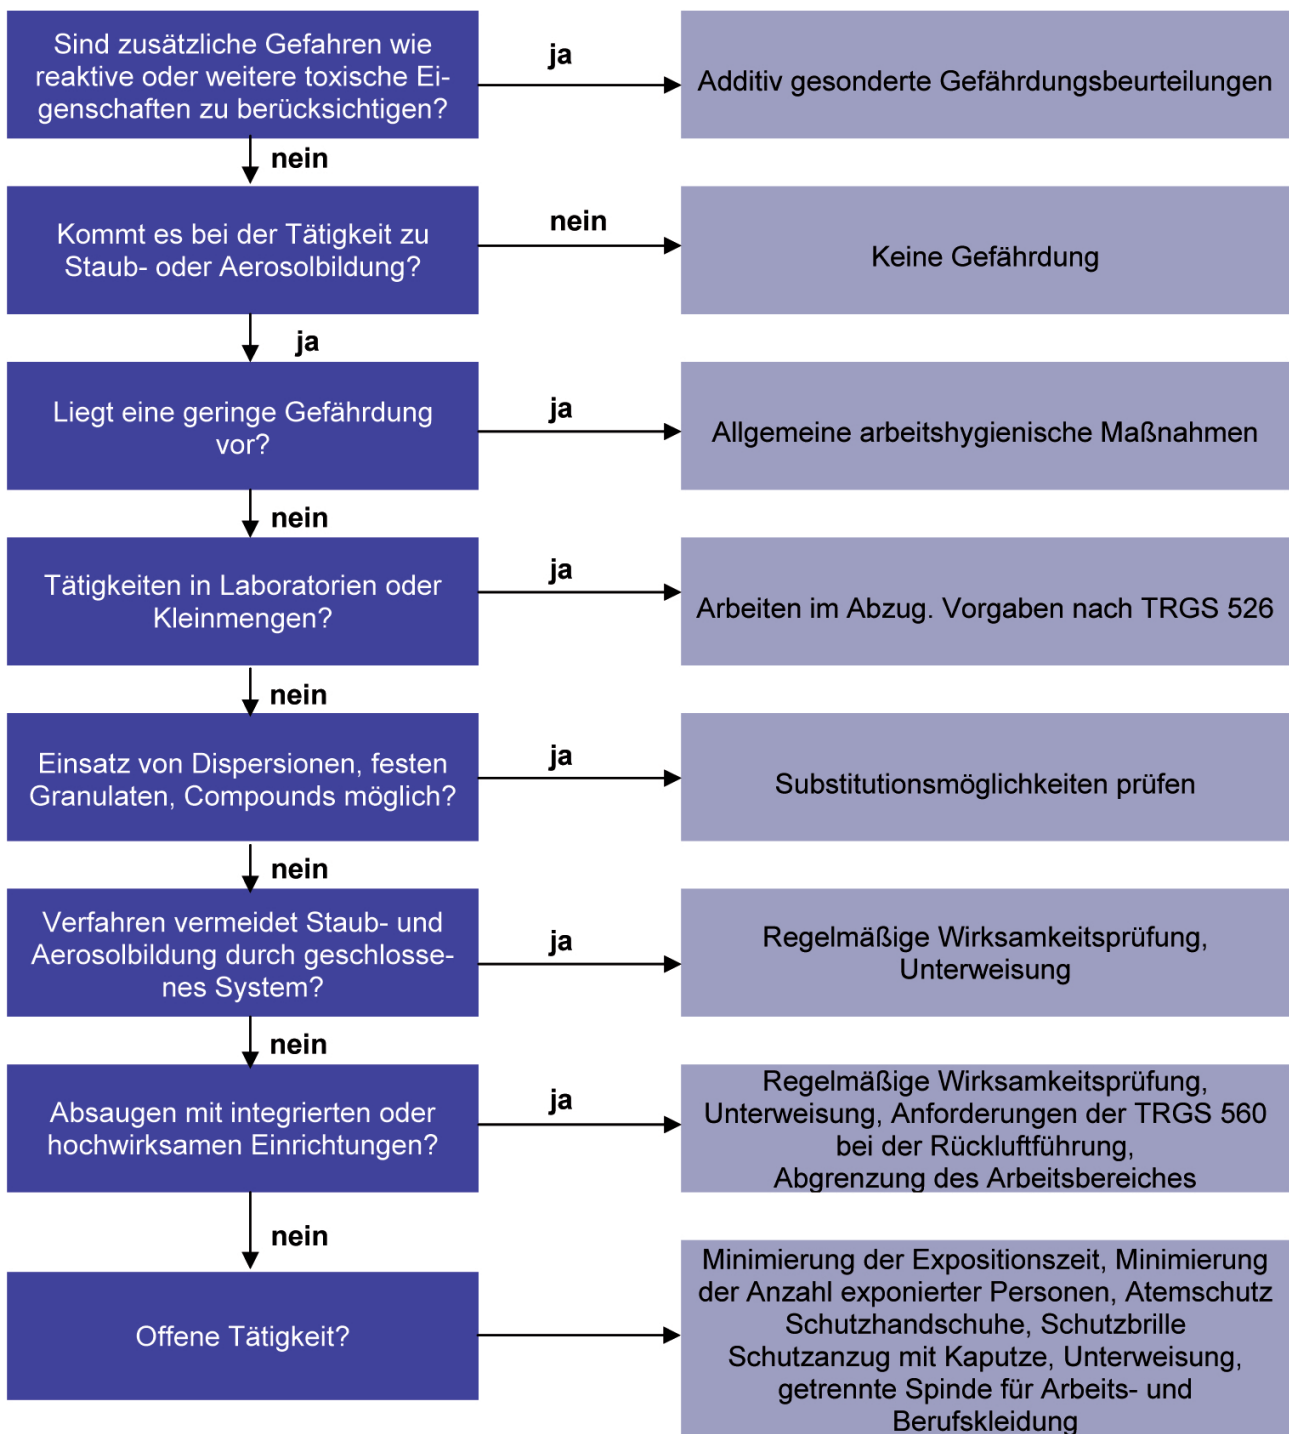 Sind zusätzliche Gefahren wie
reaktive oder weitere toxische Ei-
genschaften zu berücksichtigen?
ja
Additiv gesonderte Gefährdungsbeurteilungen
nein
Kommt es bei der Tätigkeit zu
Staub- oder Aerosolbildung?
nein
Keine Gefährdung
ja
Liegt eine geringe Gefährdung
vor?
ja
Allgemeine arbeitshygienische Maßnahmen
nein
Tätigkeiten in Laboratorien oder
Kleinmengen?
ja
Arbeiten im Abzug. Vorgaben nach TRGS 526
nein
Einsatz von Dispersionen, festen
Granulaten, Compounds möglich?
ja
Substitutionsmöglichkeiten prüfen
nein
Verfahren vermeidet Staub- und
Aerosolbildung durch geschlosse-
nes System?
ja
Regelmäßige Wirksamkeitsprüfung,
Unterweisung
nein
Absaugen mit integrierten oder
hochwirksamen Einrichtungen?
ja
Regelmäßige Wirksamkeitsprüfung,
Unterweisung, Anforderungen der TRGS 560
bei der Rückluftführung,
Abgrenzung des Arbeitsbereiches
nein
Offene Tätigkeit?
Minimierung der Expositionszeit, Minimierung
der Anzahl exponierter Personen, Atemschutz
Schutzhandschuhe, Schutzbrille
Schutzanzug mit Kaputze, Unterweisung,
getrennte Spinde für Arbeits- und
Berufskleidung